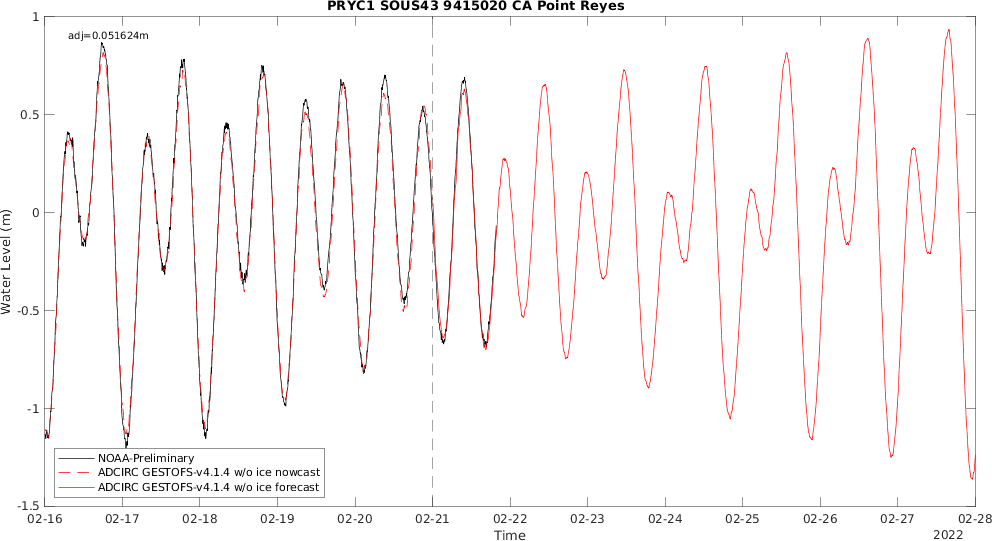 PRYC1 SOUS43 9415020 CA Point Reyes
adj=0.051624m
Water Level (m)
1
0.5
0
-0.5
-1
-1.5
NOAA-Preliminary
ADCIRC GESTOFS-v4.1.4 w/o ice nowcast
ADCIRC GESTOFS-v4.1.4 w/o ice forecast
02-16 02-17 02-18 02-19 02-20 02-21 02-22 02-23 02-24 02-25 02-26 02-27 02-28
Time
2022